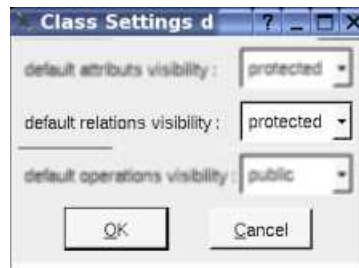 Class Settings d
default attributs visibility : protected
default relations visibility : protected
default operations visibility : public
OK Cancel